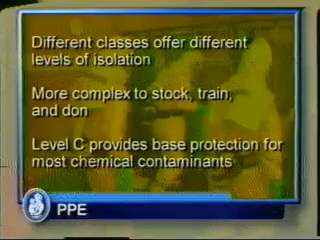 Different classes offer different
levels of isolation
More complex to stock, train,
and don
Level C provides base protection for
most chemical contaminants
PPE